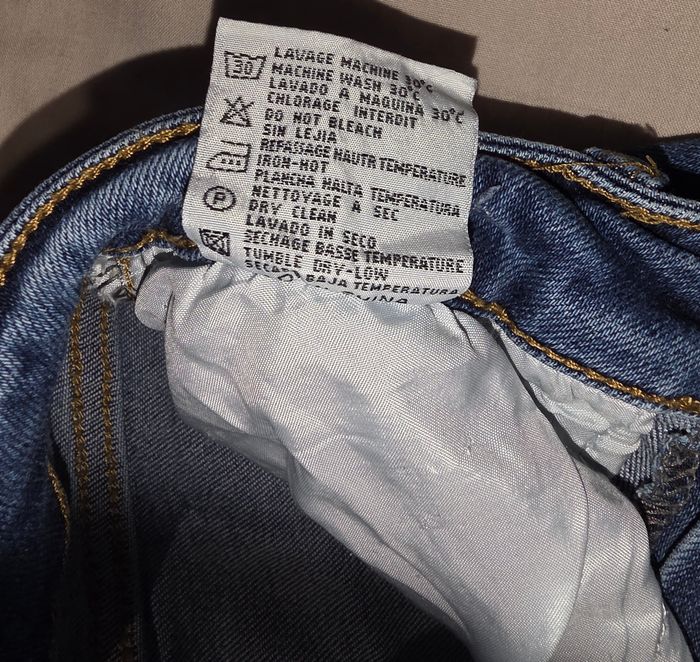 30
LAVAGE MACHINE 30°C
MACHINE WASH 30°C
LAVADO A MAQUINA 30°C
CHLORAGE INTERDIT
DO NOT BLEACH
SIN LEJIA
REPASSAGE HAUTR TEMPERATURE
IRON-HOT
PLANCHA HALTA TEMPERATURA
P
NETTOYAGE A SEC
DRY CLEAN
LAVADO IN SECO
SECHAGE BASSE TEMPERATURE
TUMBLE DRY-LOW
BAJA TEMPERATURA